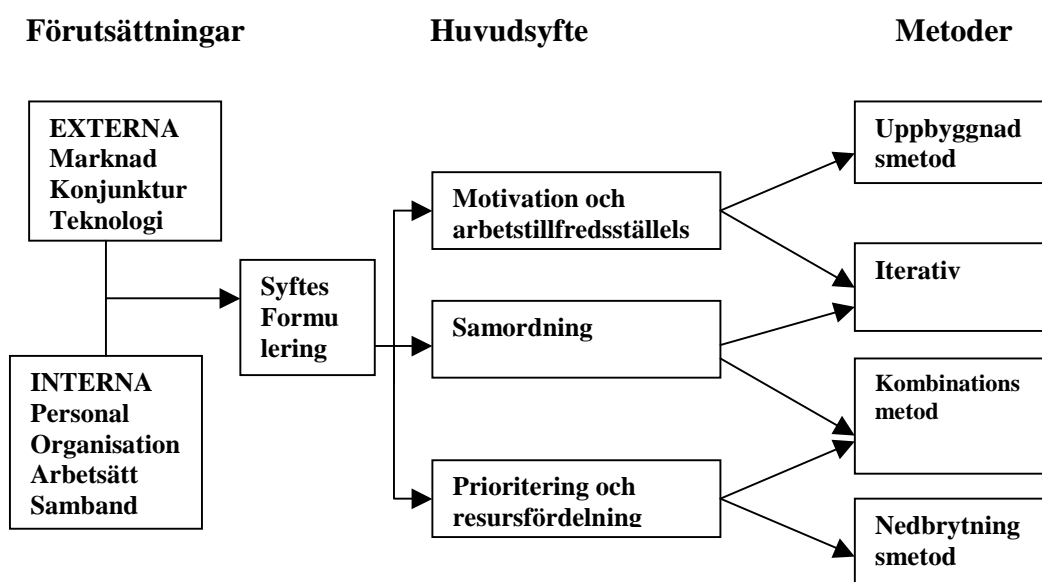 Förutsättningar
Huvudsyfte
Metoder
EXTERNA
Marknad
Konjunktur
Teknologi
INTERNA
Personal
Organisation
Arbetsätt
Samband
Syftes
Formu
lering
Motivation och
arbetstillfredsställels
Samordning
Prioritering och
resursfördelning
Uppbyggnad
smetod
Iterativ
Kombinations
metod
Nedbrytning
smetod